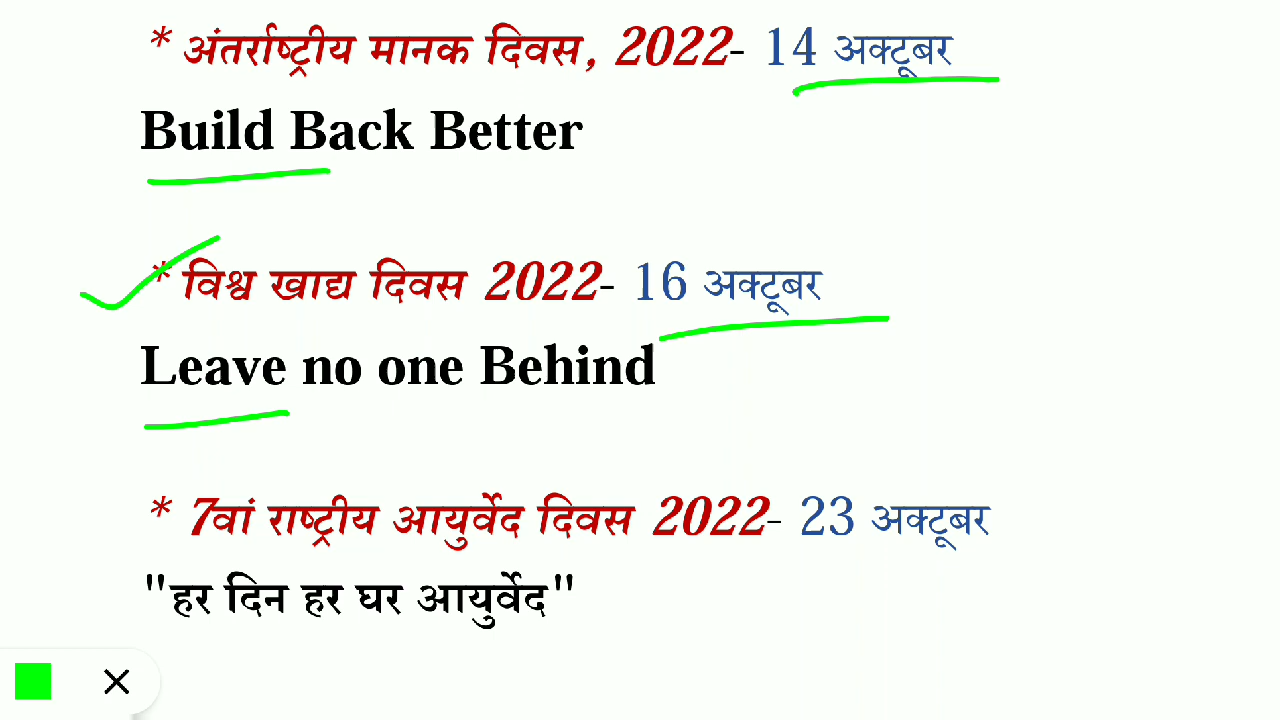 * अंतर्राष्ट्रीय मानक दिवस, 2022- 14 अक्टूबर
Build Back Better
* विश्व खाद्य दिवस 2022- 16 अक्टूबर
Leave no one Behind
* 7वां राष्ट्रीय आयुर्वेद दिवस 2022- 23 अक्टूबर
"हर दिन हर घर आयुर्वेद"